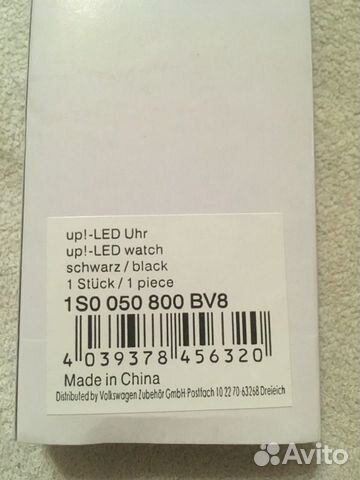 up!-LED Uhr
up!-LED watch
schwarz / black
1 Stück / 1 piece
1S0 050 800 BV8
4 039378 456320
Made in China
Distributed by Volkswagen Zubehör GmbH·Postfach 10 22 70 63268 Dreieich
Avito